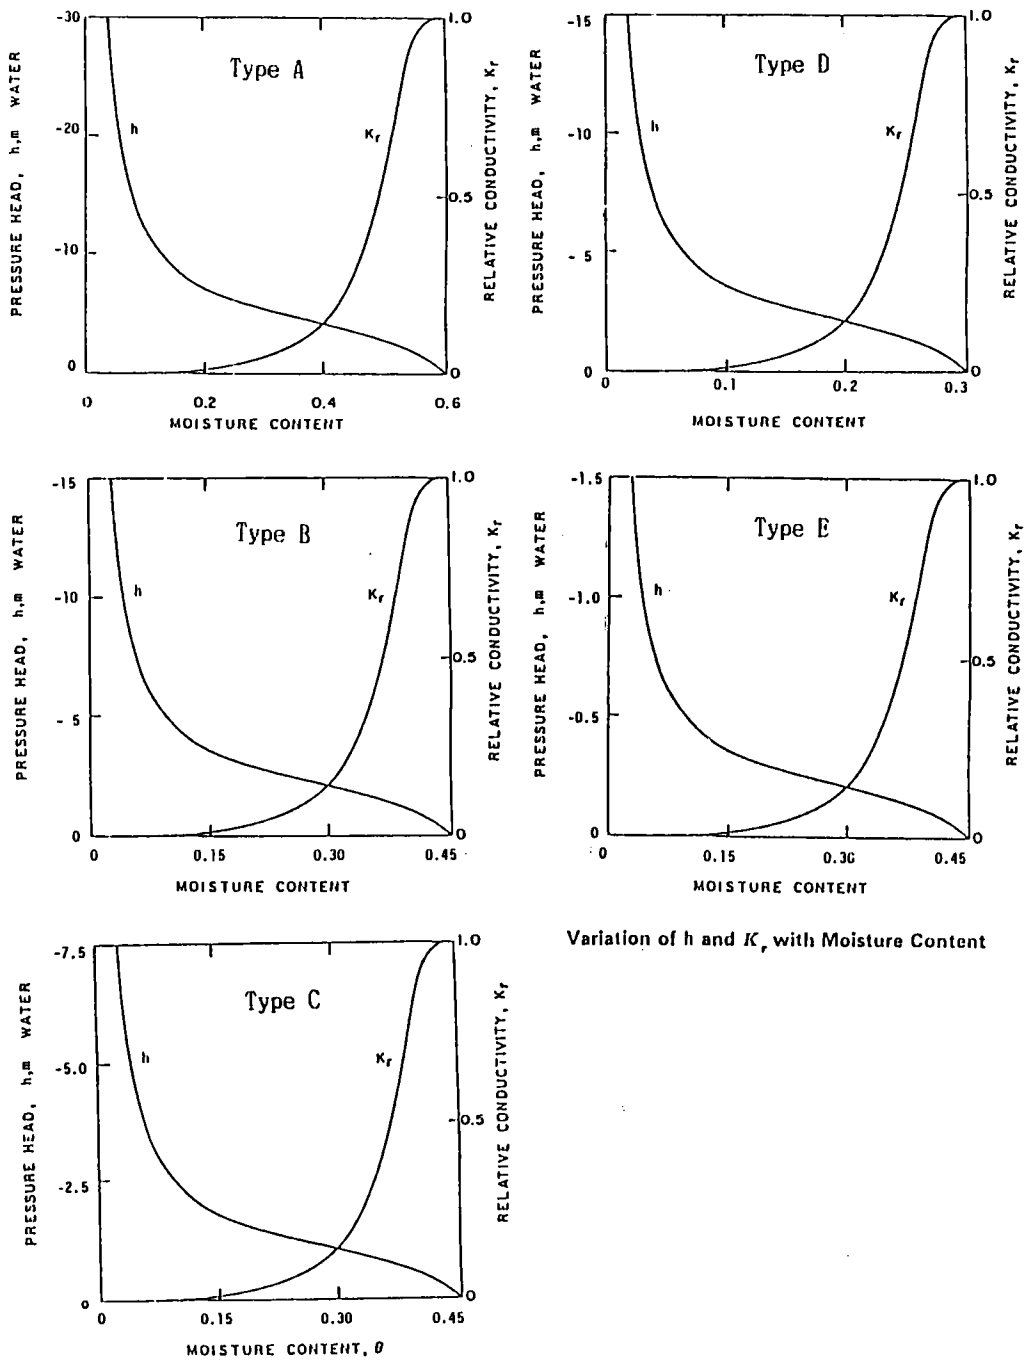 -30
-20
-10
0
PRESSURE HEAD, h,m WATER
Type A
h
Kr
1.0
0.5
0
RELATIVE CONDUCTIVITY, Kr
0 0.2 0.4 0.6
MOISTURE CONTENT
-15
-10
- 5
0
PRESSURE HEAD, h,m WATER
Type D
h
Kr
1.0
0.5
0
RELATIVE CONDUCTIVITY, Kr
0 0.1 0.2 0.3
MOISTURE CONTENT
-15
-10
- 5
0
PRESSURE HEAD, h,m WATER
Type B
h
Kr
1.0
0.5
0
RELATIVE CONDUCTIVITY, Kr
0 0.15 0.30 0.45
MOISTURE CONTENT
-1.5
-1.0
-0.5
0
PRESSURE HEAD, h,m WATER
Type E
h
Kr
1.0
0.5
0
RELATIVE CONDUCTIVITY, Kr
0 0.15 0.30 0.45
MOISTURE CONTENT
-7.5
-5.0
-2.5
0
PRESSURE HEAD, h,m WATER
Type C
h
Kr
1.0
0.5
0
RELATIVE CONDUCTIVITY, Kr
0 0.15 0.30 0.45
MOISTURE CONTENT, θ
Variation of h and Kr with Moisture Content